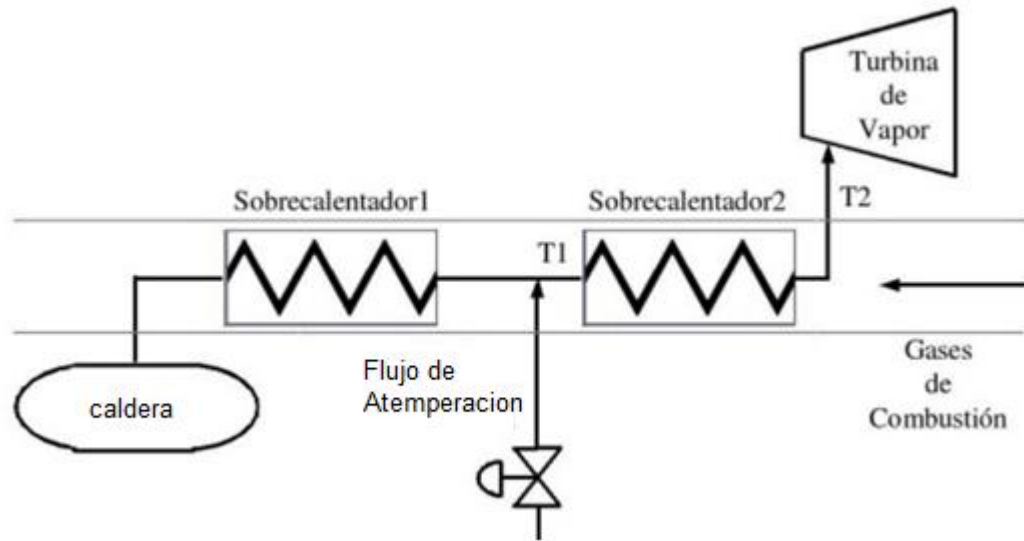 Turbina
de
Vapor
Sobrecalentador1
Sobrecalentador2
T2
T1
caldera
Flujo de
Atemperacion
Gases
de
Combustión